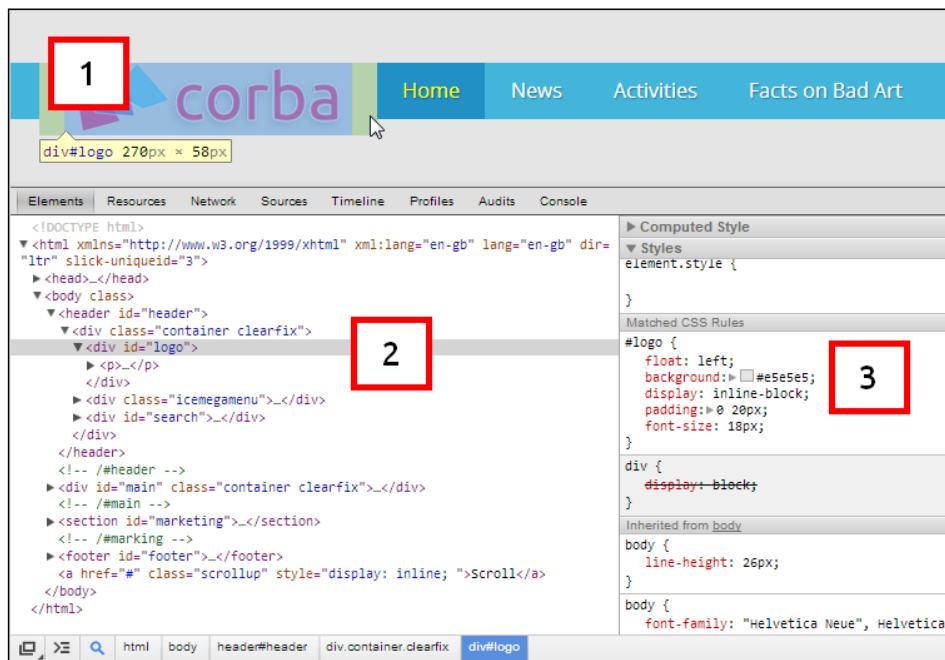 1
corba
Home News Activities Facts on Bad Art
div#logo 270px × 58px
Elements Resources Network Sources Timeline Profiles Audits Console
<!DOCTYPE html>
▼<html xmlns="http://www.w3.org/1999/xhtml" xml:lang="en-gb" lang="en-gb" dir=
"ltr" slick-uniqueid="3">
▶<head>…</head>
▼<body class>
▼<header id="header">
▼<div class="container clearfix">
▼<div id="logo">
▶<p>…</p>
</div>
▶<div class="icemegamenu">…</div>
▶<div id="search">…</div>
</div>
</header>
<!-- /#header -->
▶<div id="main" class="container clearfix">…</div>
<!-- /#main -->
▶<section id="marketing">…</section>
<!-- /#marking -->
▶<footer id="footer">…</footer>
<a href="#" class="scrollup" style="display: inline; ">Scroll</a>
</body>
</html>
2
▶ Computed Style
▼ Styles
element.style {
}
Matched CSS Rules
#logo {
float: left;
background:▶ #e5e5e5;
display: inline-block;
padding:▶0 20px;
font-size: 18px;
}
3
div {
display: block;
}
Inherited from body
body {
line-height: 26px;
}
body {
font-family: "Helvetica Neue", Helvetica
html body header#header div.container.clearfix div#logo